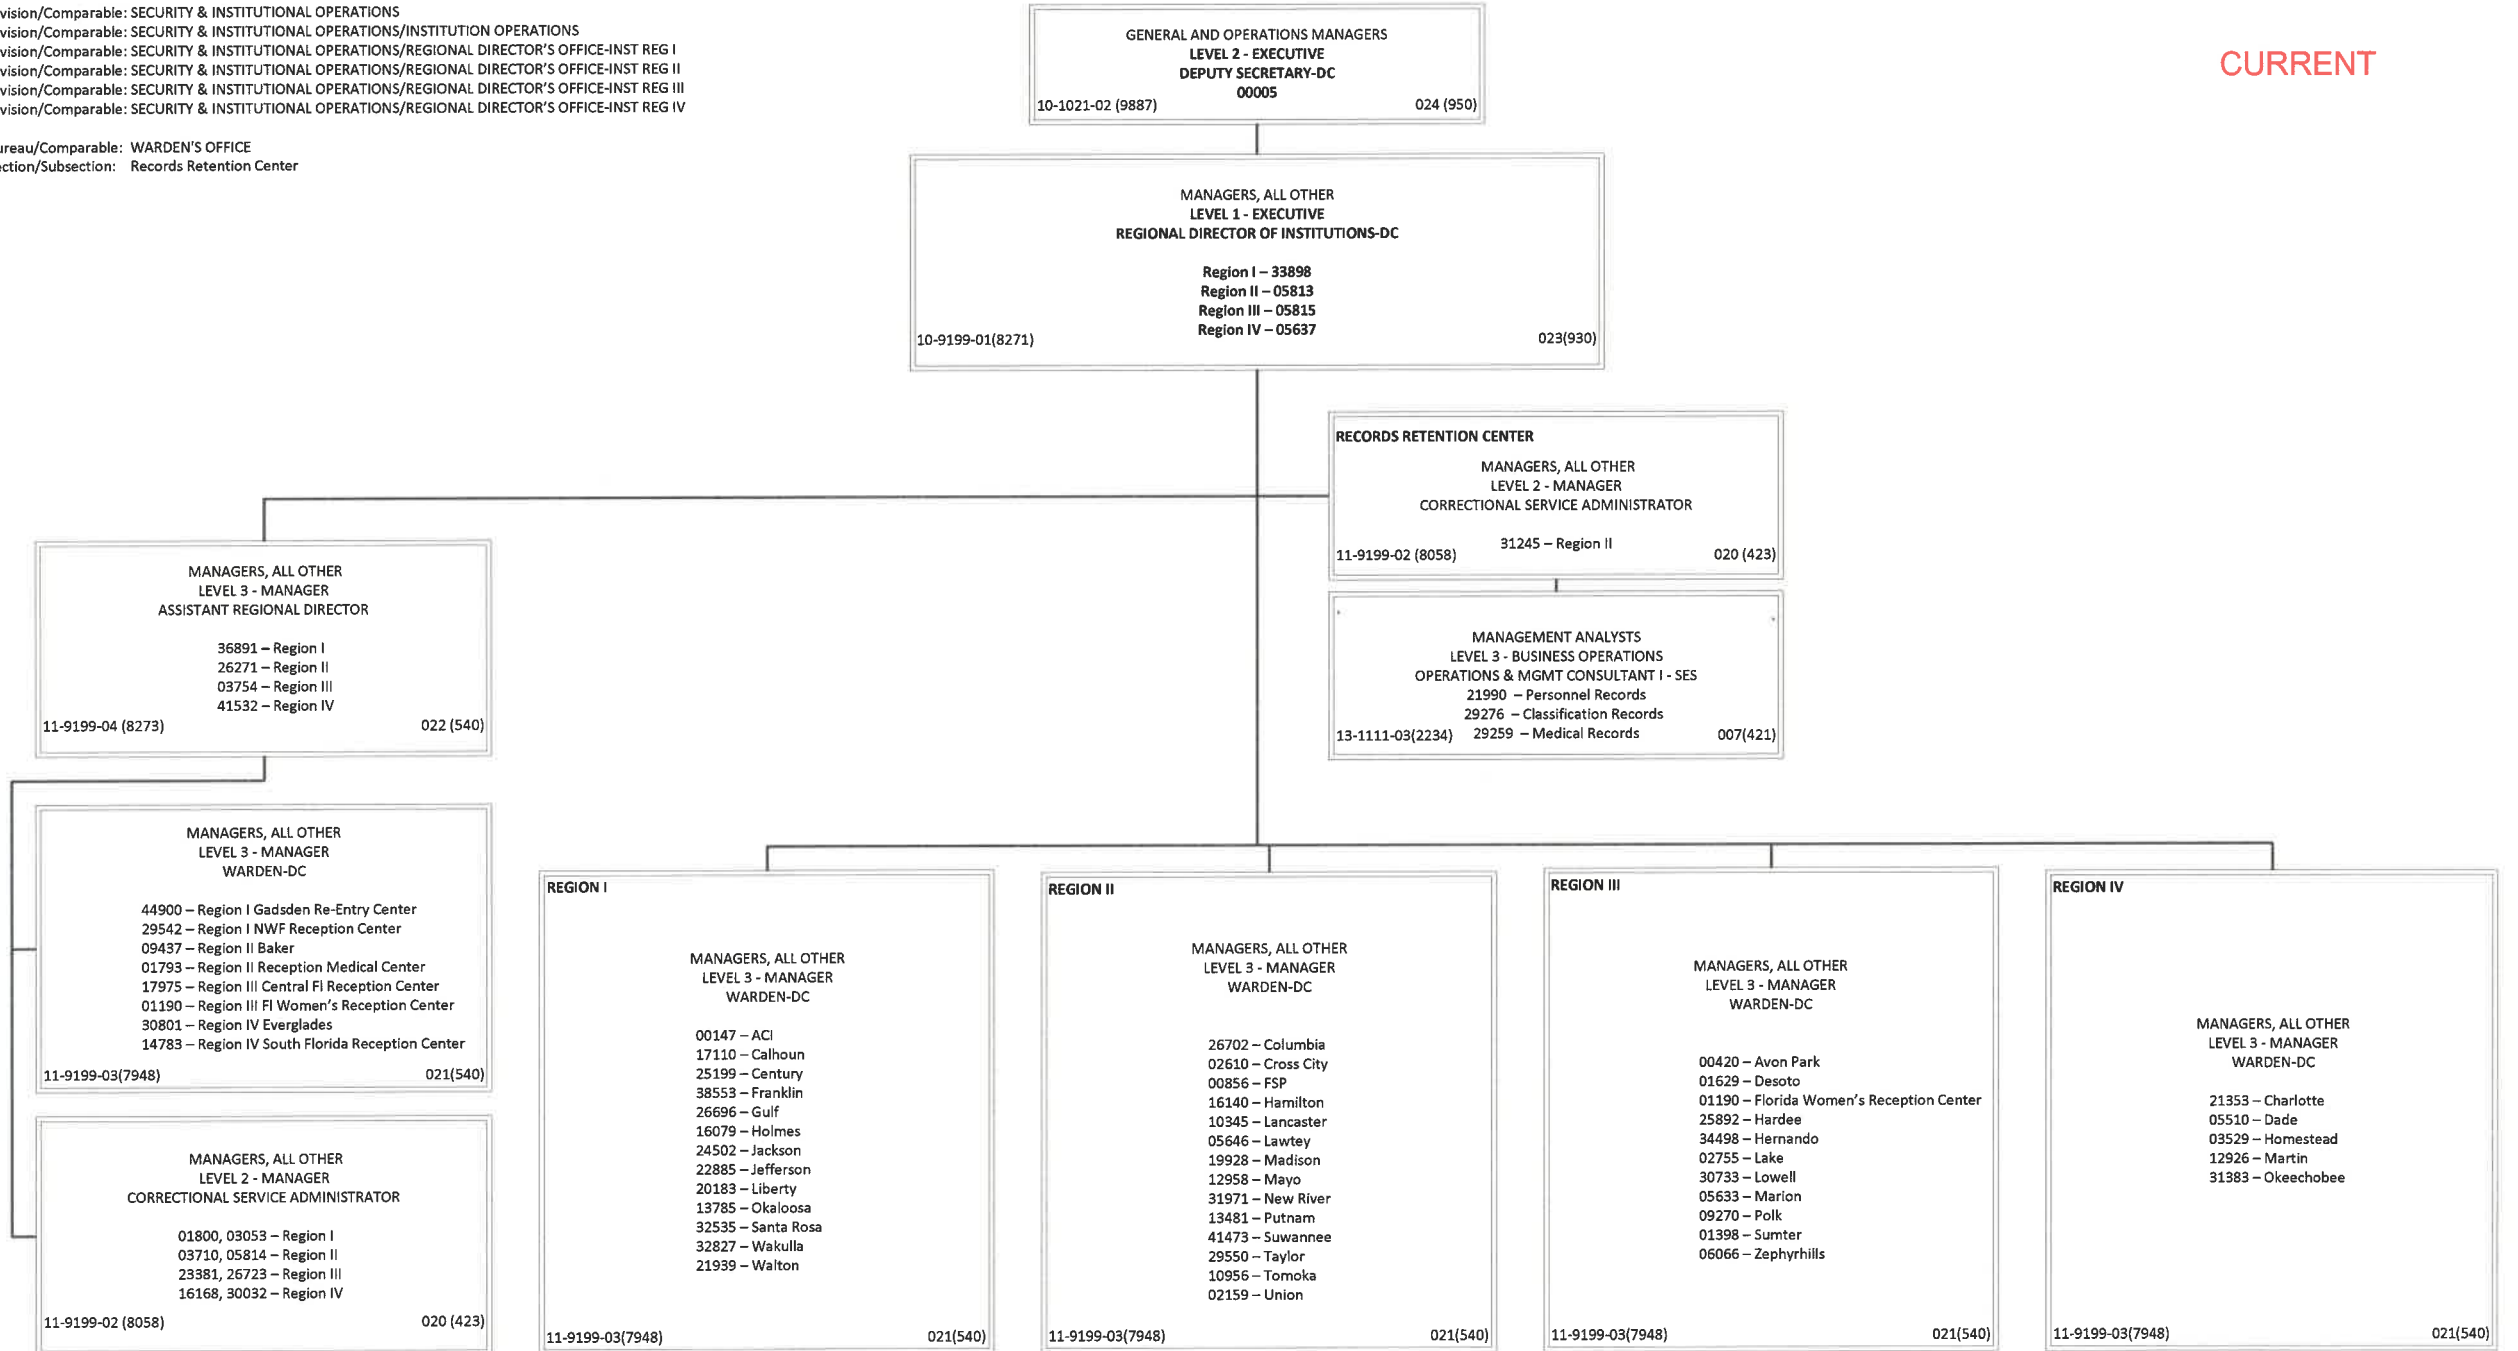 vision/Comparable: SECURITY & INSTITUTIONAL OPERATIONS
vision/Comparable: SECURITY & INSTITUTIONAL OPERATIONS/INSTITUTION OPERATIONS
vision/Comparable: SECURITY & INSTITUTIONAL OPERATIONS/REGIONAL DIRECTOR'S OFFICE-INST REG I
vision/Comparable: SECURITY & INSTITUTIONAL OPERATIONS/REGIONAL DIRECTOR'S OFFICE-INST REG II
vision/Comparable: SECURITY & INSTITUTIONAL OPERATIONS/REGIONAL DIRECTOR'S OFFICE-INST REG III
vision/Comparable: SECURITY & INSTITUTIONAL OPERATIONS/REGIONAL DIRECTOR'S OFFICE-INST REG IV
ureau/Comparable: WARDEN'S OFFICE
ection/Subsection: Records Retention Center
CURRENT
GENERAL AND OPERATIONS MANAGERS
LEVEL 2 - EXECUTIVE
DEPUTY SECRETARY-DC
00005
10-1021-02 (9887) 024 (950)
MANAGERS, ALL OTHER
LEVEL 1 - EXECUTIVE
REGIONAL DIRECTOR OF INSTITUTIONS-DC
Region I – 33898
Region II – 05813
Region III – 05815
Region IV – 05637
10-9199-01(8271) 023(930)
RECORDS RETENTION CENTER
MANAGERS, ALL OTHER
LEVEL 2 - MANAGER
CORRECTIONAL SERVICE ADMINISTRATOR
31245 – Region II
11-9199-02 (8058) 020 (423)
MANAGEMENT ANALYSTS
LEVEL 3 - BUSINESS OPERATIONS
OPERATIONS & MGMT CONSULTANT I - SES
21990 – Personnel Records
29276 – Classification Records
13-1111-03(2234) 29259 – Medical Records 007(421)
MANAGERS, ALL OTHER
LEVEL 3 - MANAGER
ASSISTANT REGIONAL DIRECTOR
36891 – Region I
26271 – Region II
03754 – Region III
41532 – Region IV
11-9199-04 (8273) 022 (540)
MANAGERS, ALL OTHER
LEVEL 3 - MANAGER
WARDEN-DC
44900 – Region I Gadsden Re-Entry Center
29542 – Region I NWF Reception Center
09437 – Region II Baker
01793 – Region II Reception Medical Center
17975 – Region III Central Fl Reception Center
01190 – Region III Fl Women's Reception Center
30801 – Region IV Everglades
14783 – Region IV South Florida Reception Center
11-9199-03(7948) 021(540)
MANAGERS, ALL OTHER
LEVEL 2 - MANAGER
CORRECTIONAL SERVICE ADMINISTRATOR
01800, 03053 – Region I
03710, 05814 – Region II
23381, 26723 – Region III
16168, 30032 – Region IV
11-9199-02 (8058) 020 (423)
REGION I
MANAGERS, ALL OTHER
LEVEL 3 - MANAGER
WARDEN-DC
00147 – ACI
17110 – Calhoun
25199 – Century
38553 – Franklin
26696 – Gulf
16079 – Holmes
24502 – Jackson
22885 – Jefferson
20183 – Liberty
13785 – Okaloosa
32535 – Santa Rosa
32827 – Wakulla
21939 – Walton
11-9199-03(7948) 021(540)
REGION II
MANAGERS, ALL OTHER
LEVEL 3 - MANAGER
WARDEN-DC
26702 – Columbia
02610 – Cross City
00856 – FSP
16140 – Hamilton
10345 – Lancaster
05646 – Lawtey
19928 – Madison
12958 – Mayo
31971 – New River
13481 – Putnam
41473 – Suwannee
29550 – Taylor
10956 – Tomoka
02159 – Union
11-9199-03(7948) 021(540)
REGION III
MANAGERS, ALL OTHER
LEVEL 3 - MANAGER
WARDEN-DC
00420 – Avon Park
01629 – Desoto
01190 – Florida Women's Reception Center
25892 – Hardee
34498 – Hernando
02755 – Lake
30733 – Lowell
05633 – Marion
09270 – Polk
01398 – Sumter
06066 – Zephyrhills
11-9199-03(7948) 021(540)
REGION IV
MANAGERS, ALL OTHER
LEVEL 3 - MANAGER
WARDEN-DC
21353 – Charlotte
05510 – Dade
03529 – Homestead
12926 – Martin
31383 – Okeechobee
11-9199-03(7948) 021(540)